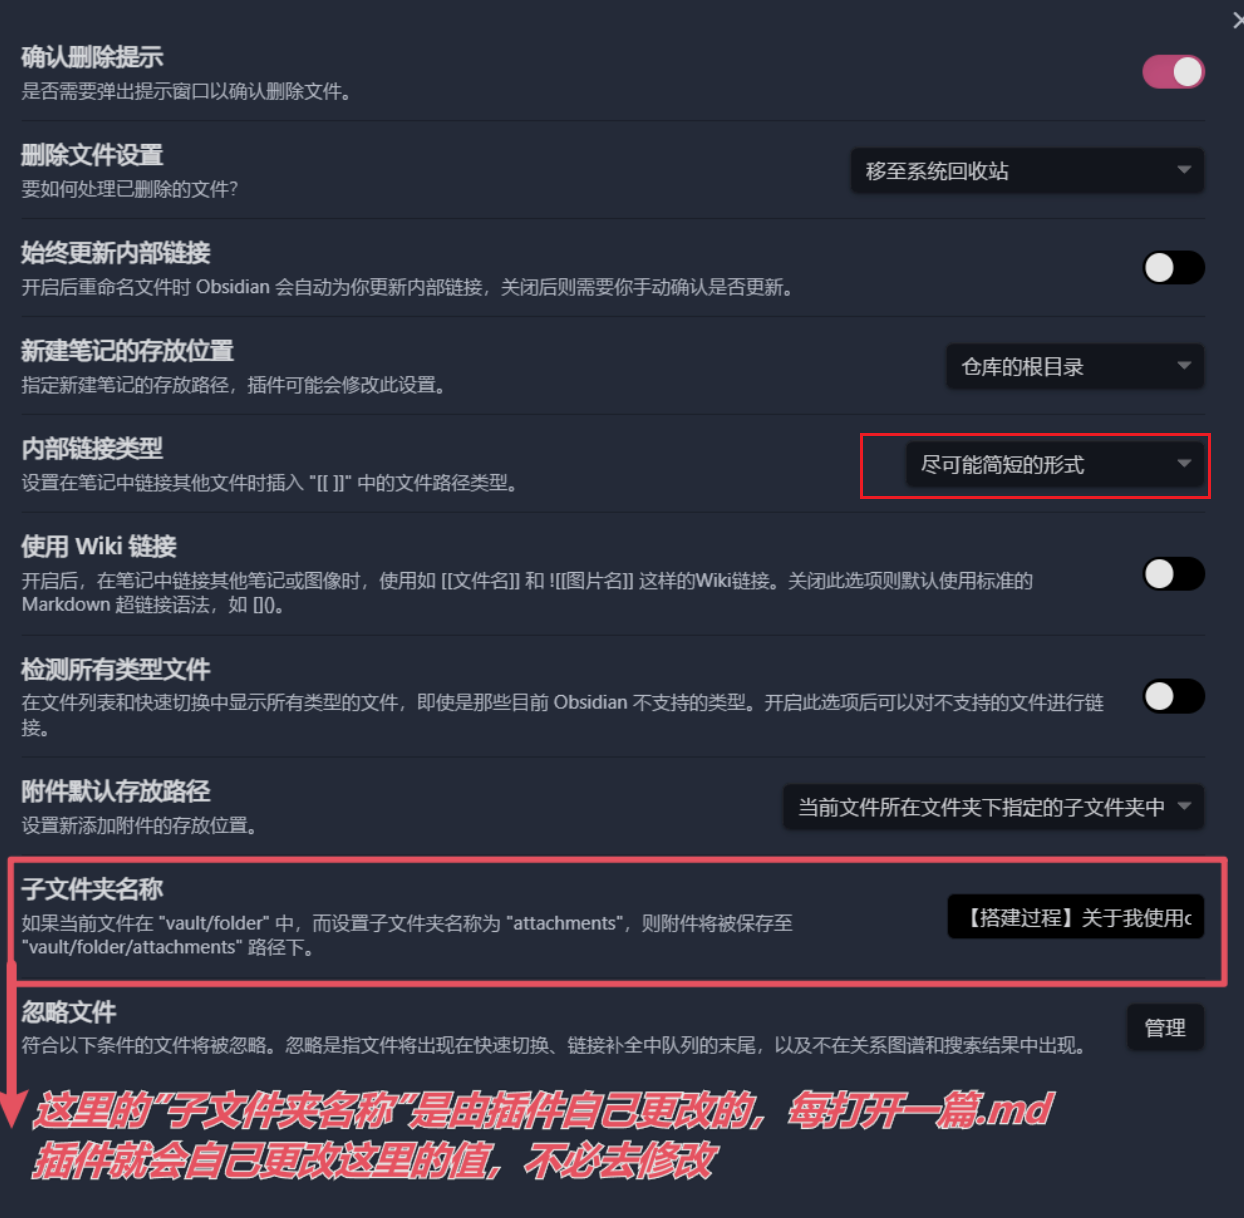 确认删除提示
是否需要弹出提示窗口以确认删除文件。
删除文件设置
要如何处理已删除的文件?
移至系统回收站
始终更新内部链接
开启后重命名文件时 Obsidian 会自动为你更新内部链接，关闭后则需要你手动确认是否更新。
新建笔记的存放位置
指定新建笔记的存放路径，插件可能会修改此设置。
仓库的根目录
内部链接类型
设置在笔记中链接其他文件时插入 "[[ ]]" 中的文件路径类型。
尽可能简短的形式
使用 Wiki 链接
开启后，在笔记中链接其他笔记或图像时，使用如 [[文件名]] 和 ![[图片名]] 这样的Wiki链接。关闭此选项则默认使用标准的
Markdown 超链接语法，如 []()。
检测所有类型文件
在文件列表和快速切换中显示所有类型的文件，即使是那些目前 Obsidian 不支持的类型。开启此选项后可以对不支持的文件进行链
接。
附件默认存放路径
设置新添加附件的存放位置。
当前文件所在文件夹下指定的子文件夹中
子文件夹名称
如果当前文件在 "vault/folder" 中，而设置子文件夹名称为 "attachments"，则附件将被保存至
"vault/folder/attachments" 路径下。
【搭建过程】关于我使用c
忽略文件
符合以下条件的文件将被忽略。忽略是指文件将出现在快速切换、链接补全中队列的末尾，以及不在关系图谱和搜索结果中出现。
管理
这里的"子文件夹名称"是由插件自己更改的，每打开一篇.md
插件就会自己更改这里的值，不必去修改